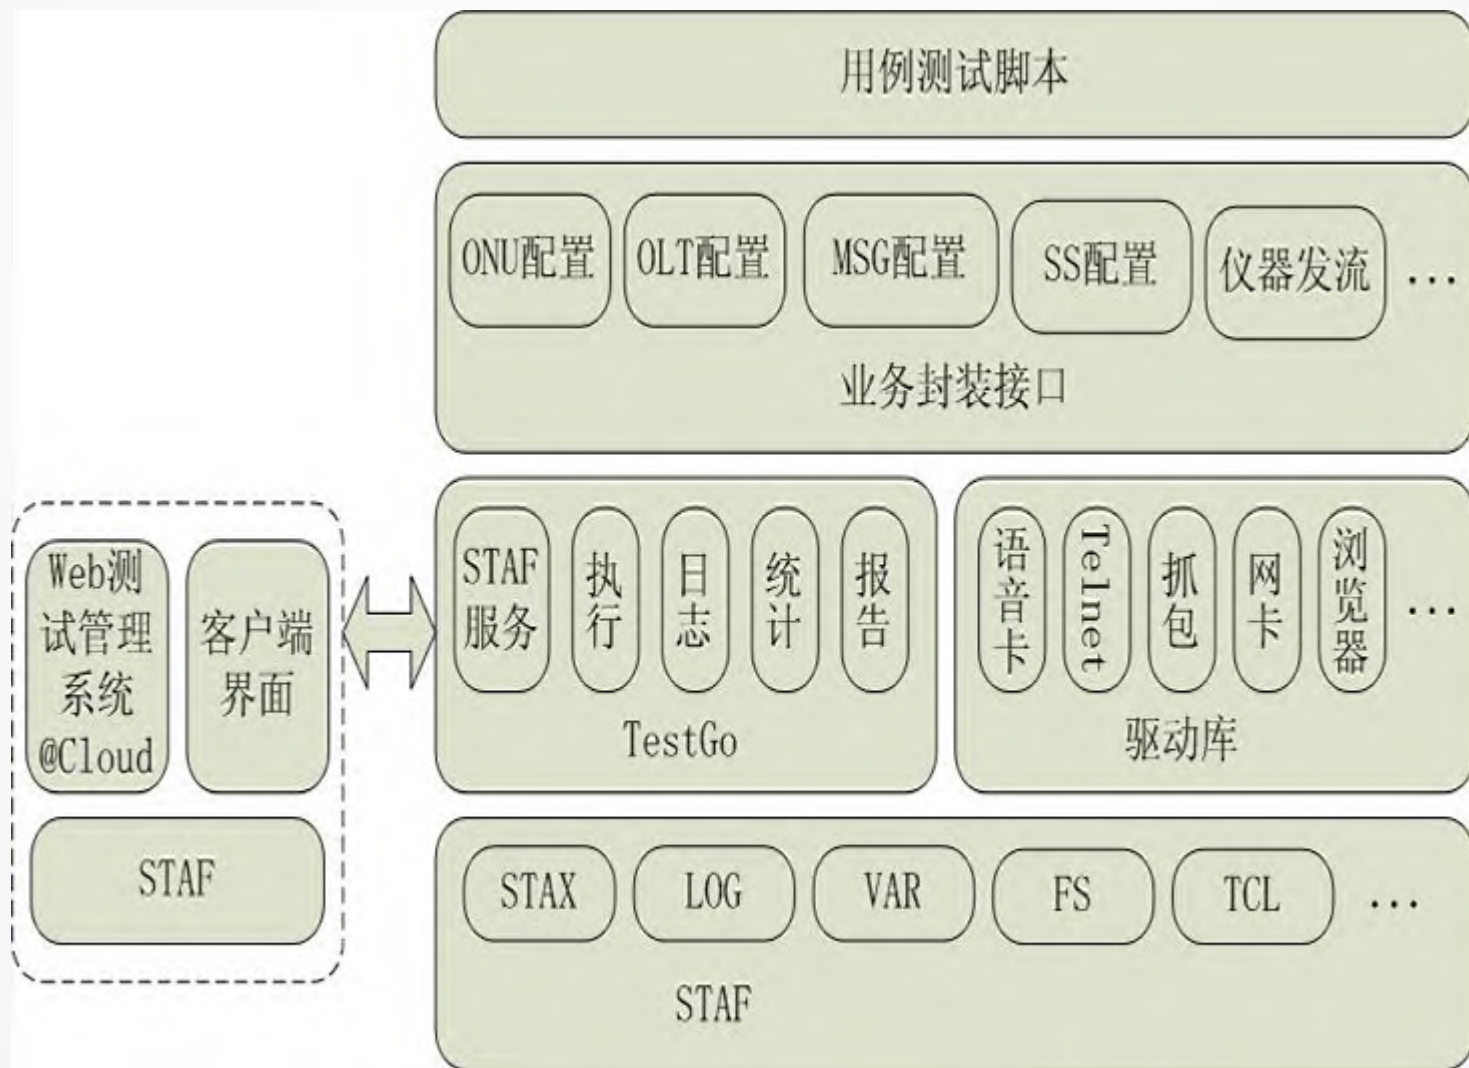 用例测试脚本
ONU配置
OLT配置
MSG配置
SS配置
仪器发流
...
业务封装接口
Web测
试管理
系统
@Cloud
客户端
界面
STAF
STAF
服务
执行
日志
统计
报告
TestGo
语音卡
Telnet
抓包
网卡
浏览器
...
驱动库
STAX
LOG
VAR
FS
TCL
...
STAF